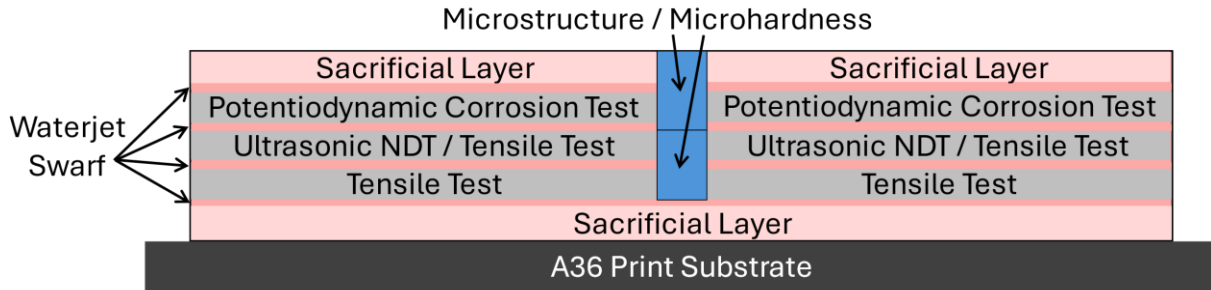 Microstructure / Microhardness
Sacrificial Layer
Sacrificial Layer
Potentiodynamic Corrosion Test
Potentiodynamic Corrosion Test
Waterjet
Swarf
Ultrasonic NDT / Tensile Test
Ultrasonic NDT / Tensile Test
Tensile Test
Tensile Test
Sacrificial Layer
A36 Print Substrate